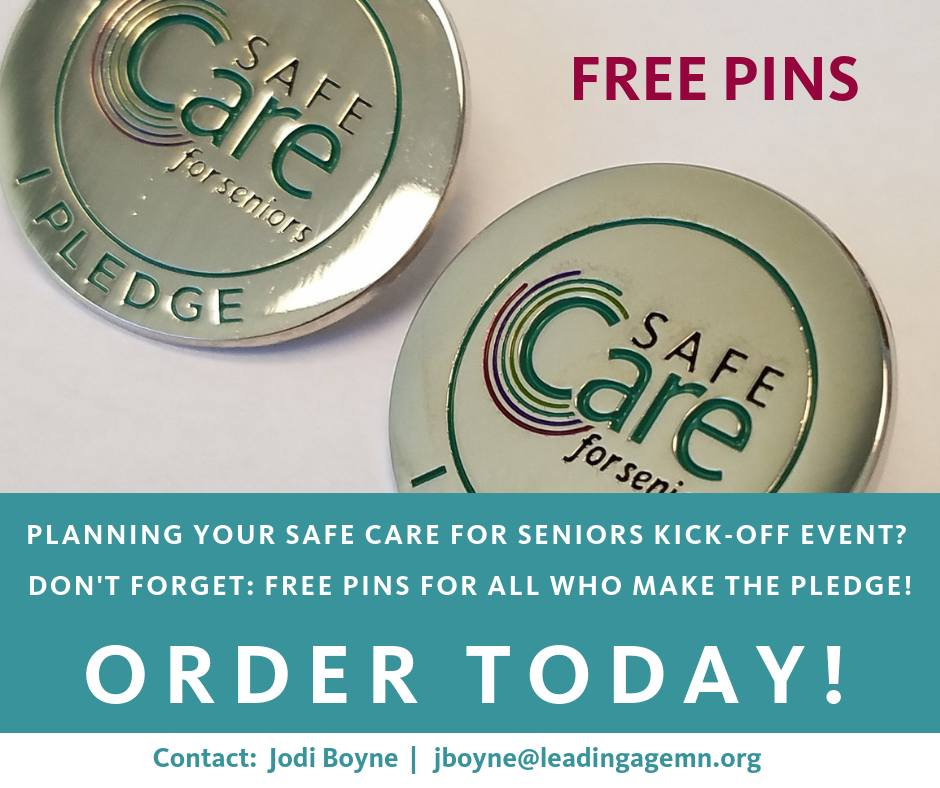 FREE PINS
SAFE
Care
for seniors
I PLEDGE
SAFE
Care
for seni
I
PLANNING YOUR SAFE CARE FOR SENIORS KICK-OFF EVENT?
DON'T FORGET: FREE PINS FOR ALL WHO MAKE THE PLEDGE!
ORDER TODAY!
Contact: Jodi Boyne | jboyne@leadingagemn.org